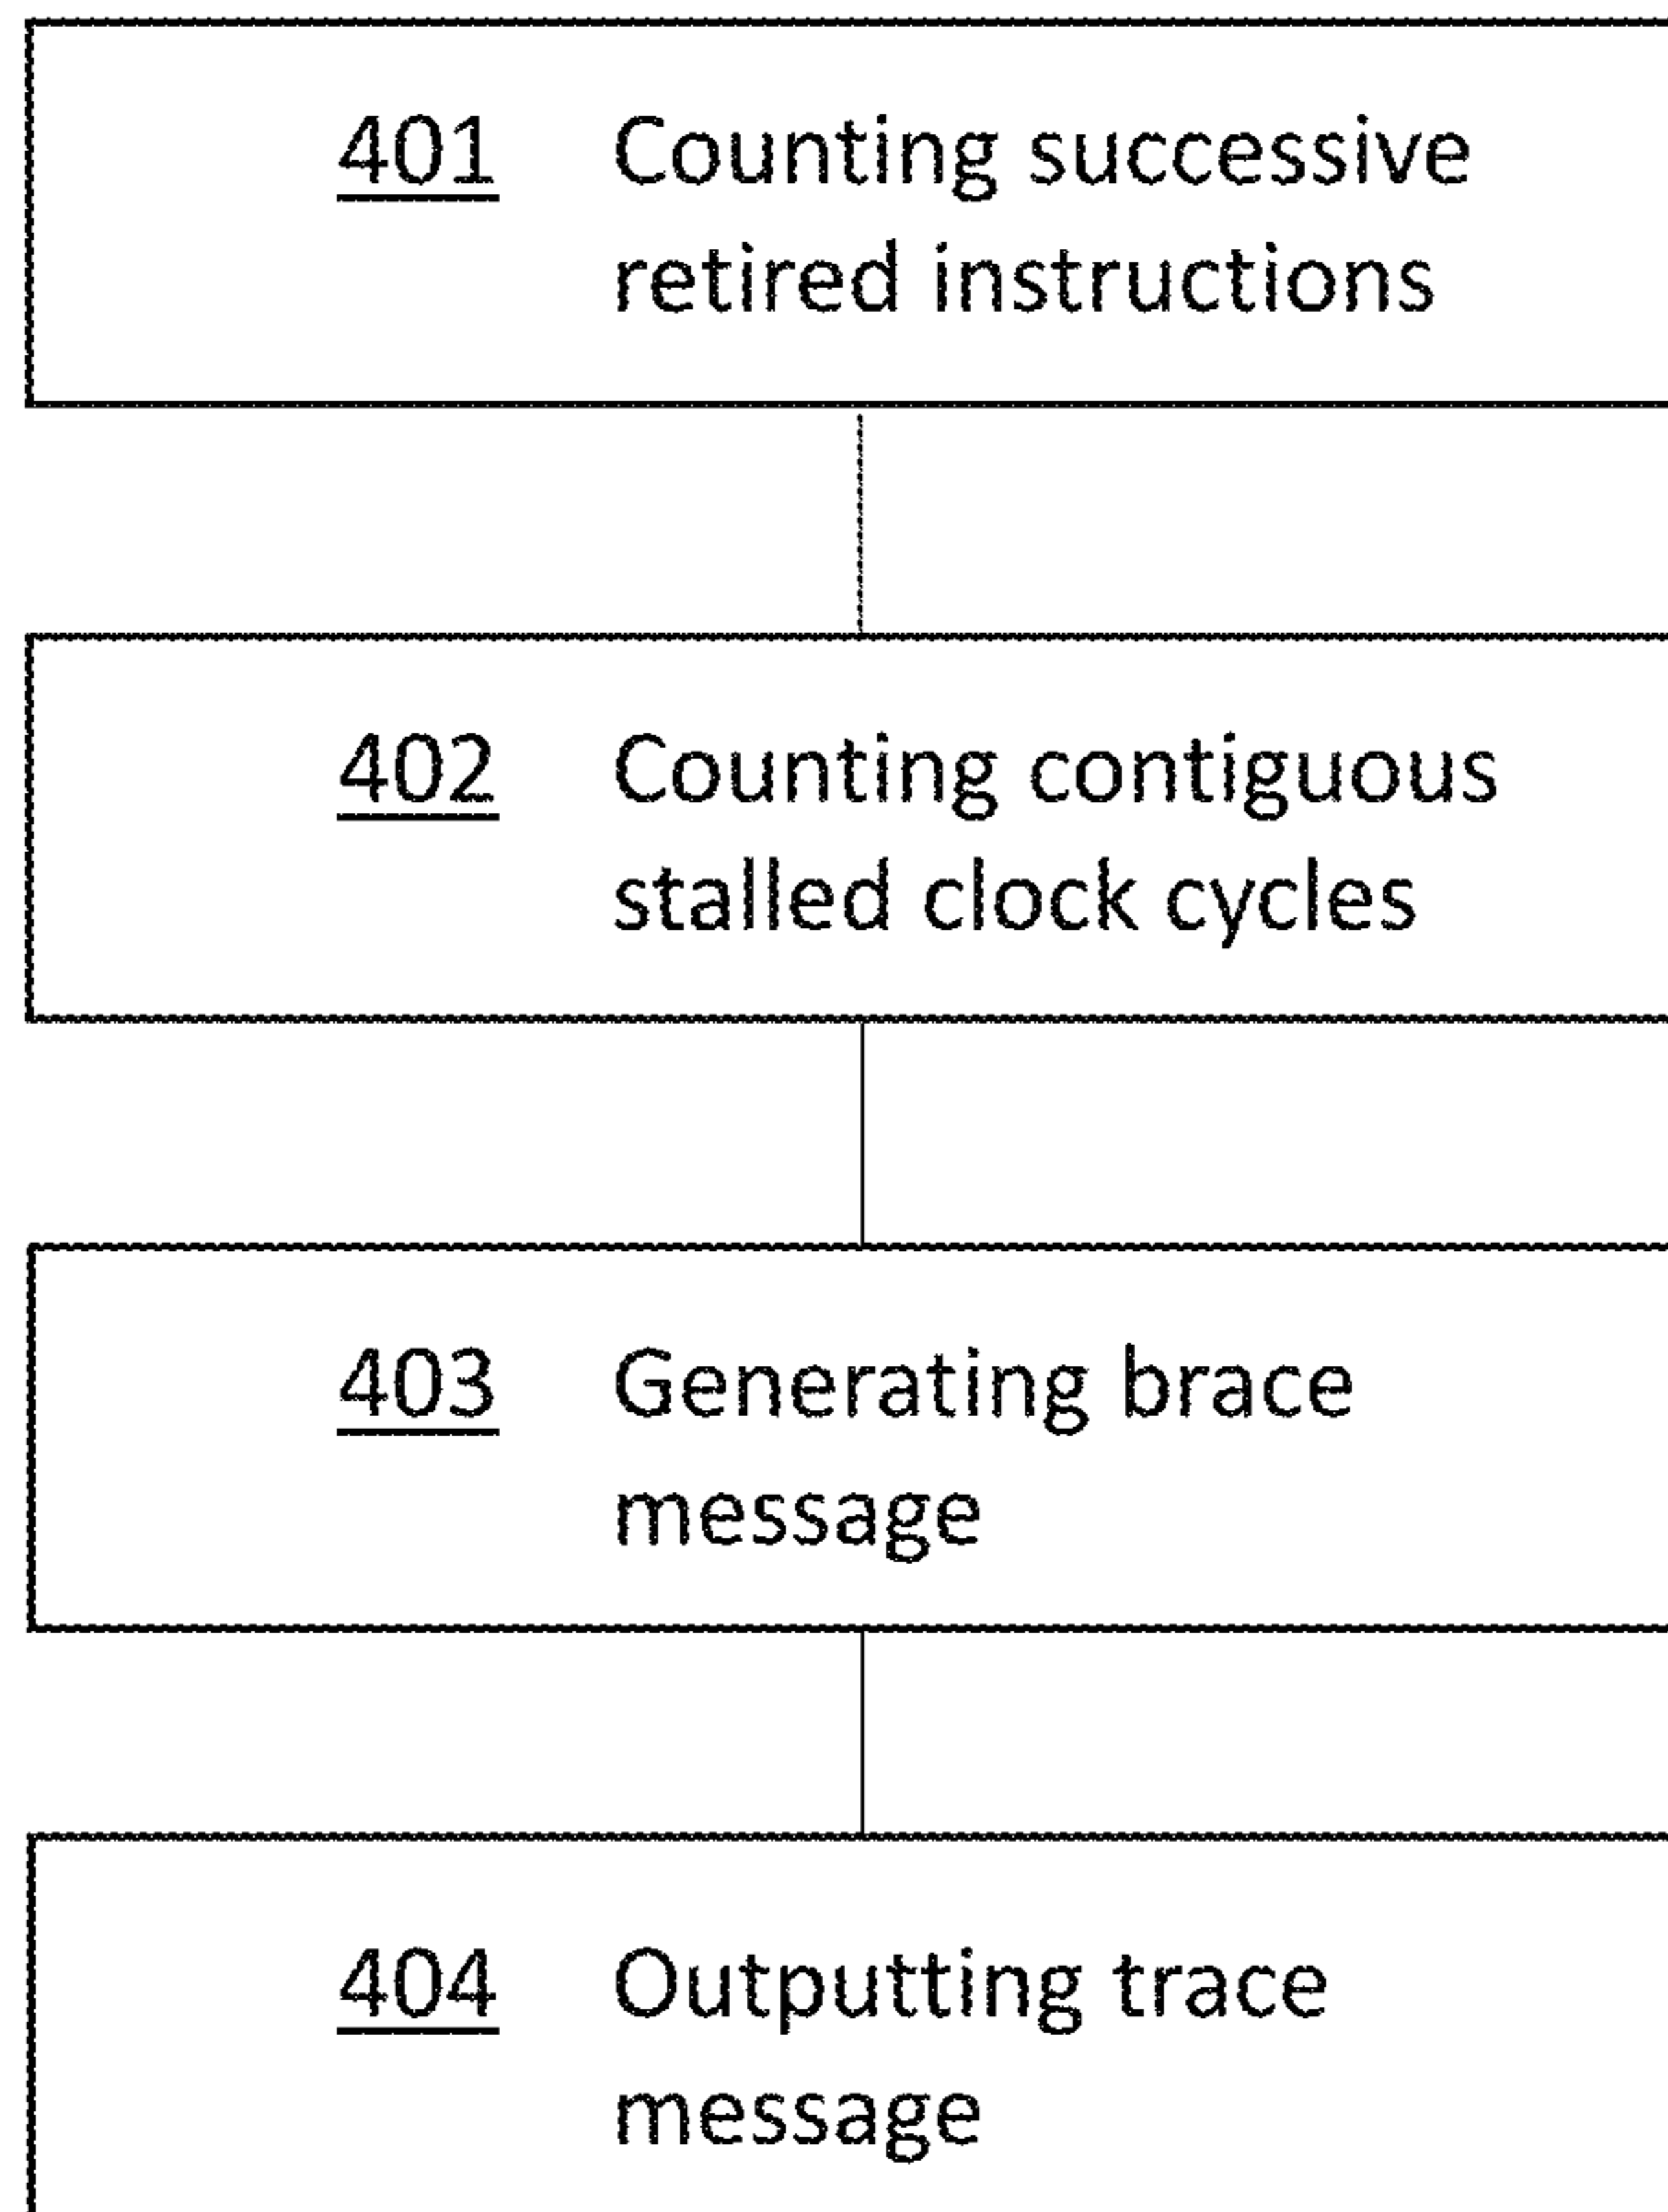 401 Counting successive
retired instructions
402 Counting contiguous
stalled clock cycles
403 Generating brace
message
404 Outputting trace
message